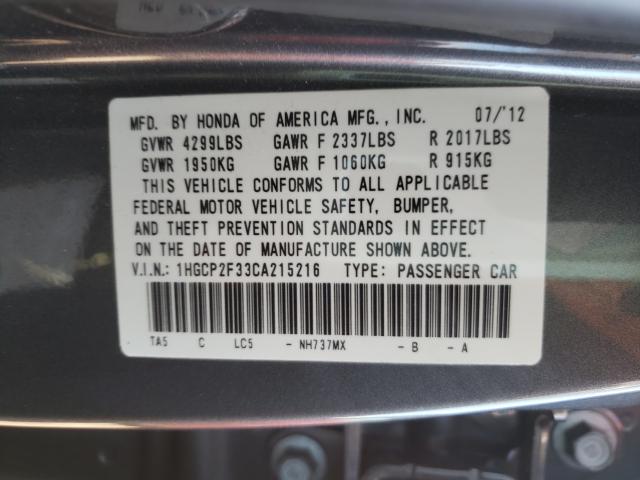 MFD. BY HONDA OF AMERICA MFG., INC. 07/'12
GVWR 4299LBS GAWR F 2337LBS R 2017LBS
GVWR 1950KG GAWR F 1060KG R 915KG
THIS VEHICLE CONFORMS TO ALL APPLICABLE
FEDERAL MOTOR VEHICLE SAFETY, BUMPER,
AND THEFT PREVENTION STANDARDS IN EFFECT
ON THE DATE OF MANUFACTURE SHOWN ABOVE.
V.I.N.: 1HGCP2F33CA215216 TYPE: PASSENGER CAR
TA5 C LC5 - NH737MX - B - A